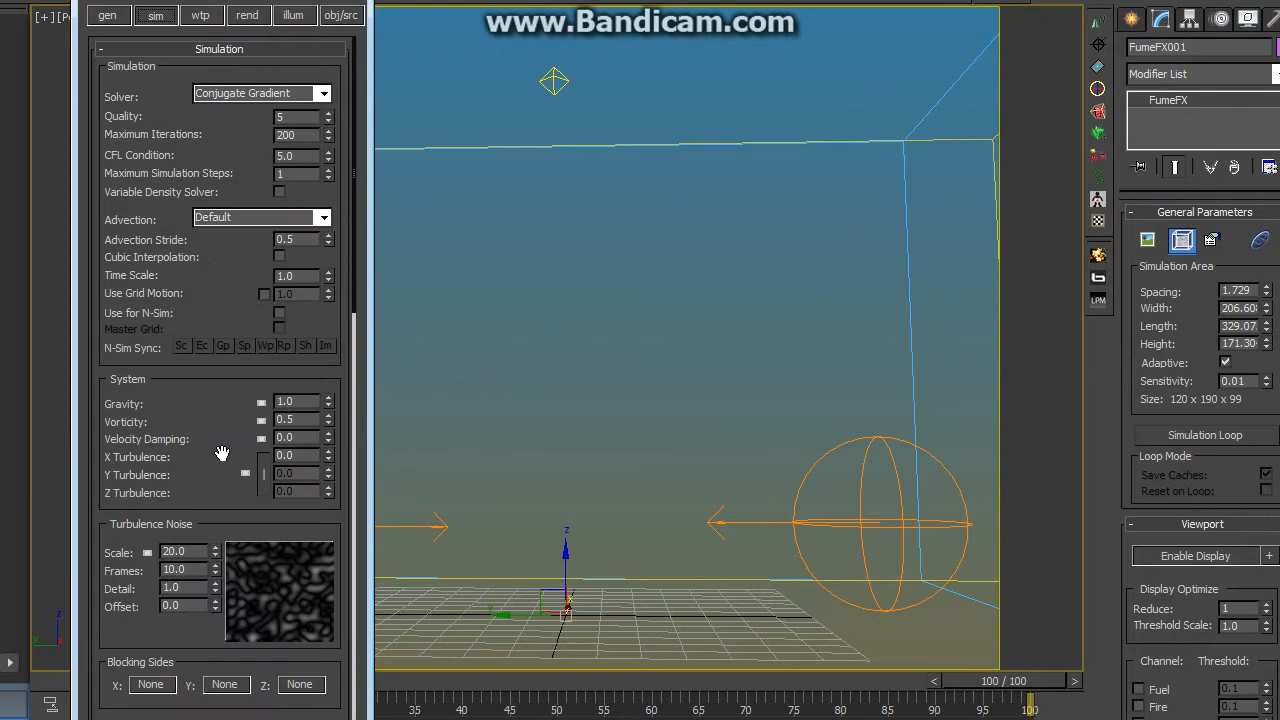 www.Bandicam.com
gen sim wtp rend illum obj/src
- Simulation
Simulation
Solver: Conjugate Gradient
Quality: 5
Maximum Iterations: 200
CFL Condition: 5.0
Maximum Simulation Steps: 1
Variable Density Solver:
Advection: Default
Advection Stride: 0.5
Cubic Interpolation:
Time Scale: 1.0
Use Grid Motion: 1.0
Use for N-Sim:
Master Grid:
N-Sim Sync: Sc Ec Gp Sp Wp Rp Sh Im
System
Gravity: 1.0
Vorticity: 0.5
Velocity Damping: 0.0
X Turbulence: 0.0
Y Turbulence: 0.0
Z Turbulence: 0.0
Turbulence Noise
Scale: 20.0
Frames: 10.0
Detail: 1.0
Offset: 0.0
Blocking Sides
X: None Y: None Z: None
z
z
< 100 / 100 >
35 40 45 50 55 60 65 70 75 80 85 90 95 100
LPM
FumeFX001
Modifier List
FumeFX
- General Parameters
Simulation Area
Spacing: 1.729
Width: 206.60
Length: 329.07
Height: 171.30
Adaptive:
Sensitivity: 0.01
Size: 120 x 190 x 99
Simulation Loop
Loop Mode
Save Caches:
Reset on Loop:
- Viewport
Enable Display +
Display Optimize
Reduce: 1
Threshold Scale: 1.0
Channel: Threshold:
Fuel 0.1
Fire 0.1